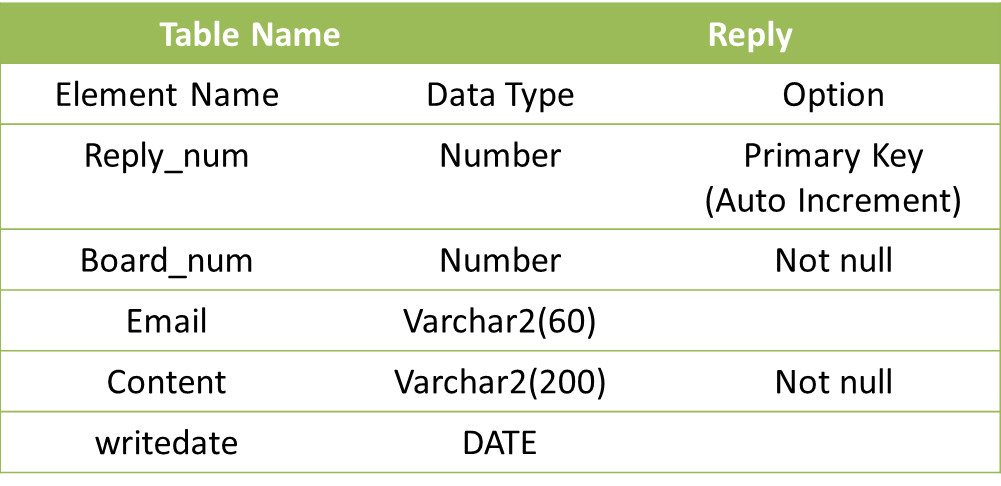 Table Name Reply
Element Name Data Type Option
Reply_num Number Primary Key
(Auto Increment)
Board_num Number Not null
Email Varchar2(60)
Content Varchar2(200) Not null
writedate DATE